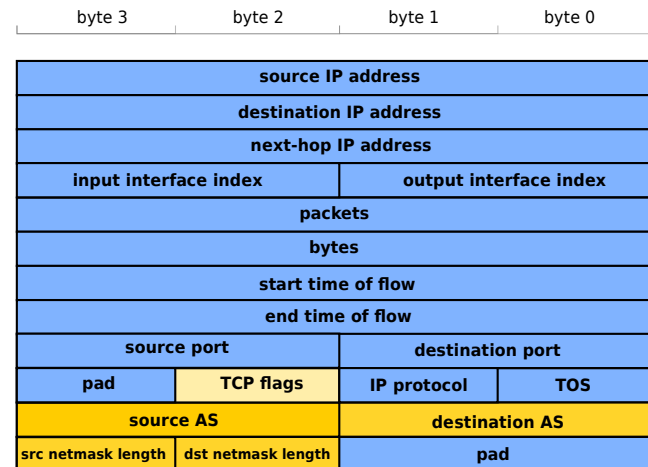 byte 3 byte 2 byte 1 byte 0
source IP address
destination IP address
next-hop IP address
input interface index output interface index
packets
bytes
start time of flow
end time of flow
source port destination port
pad TCP flags IP protocol TOS
source AS destination AS
src netmask length dst netmask length pad